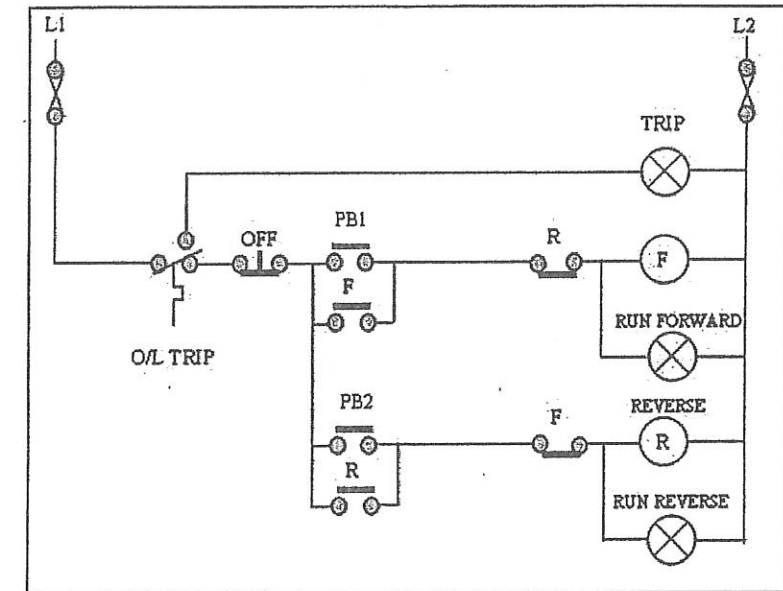 L1
L2
TRIP
PB1
OFF
R
F
F
RUN FORWARD
O/L TRIP
PB2
F
REVERSE
R
R
RUN REVERSE